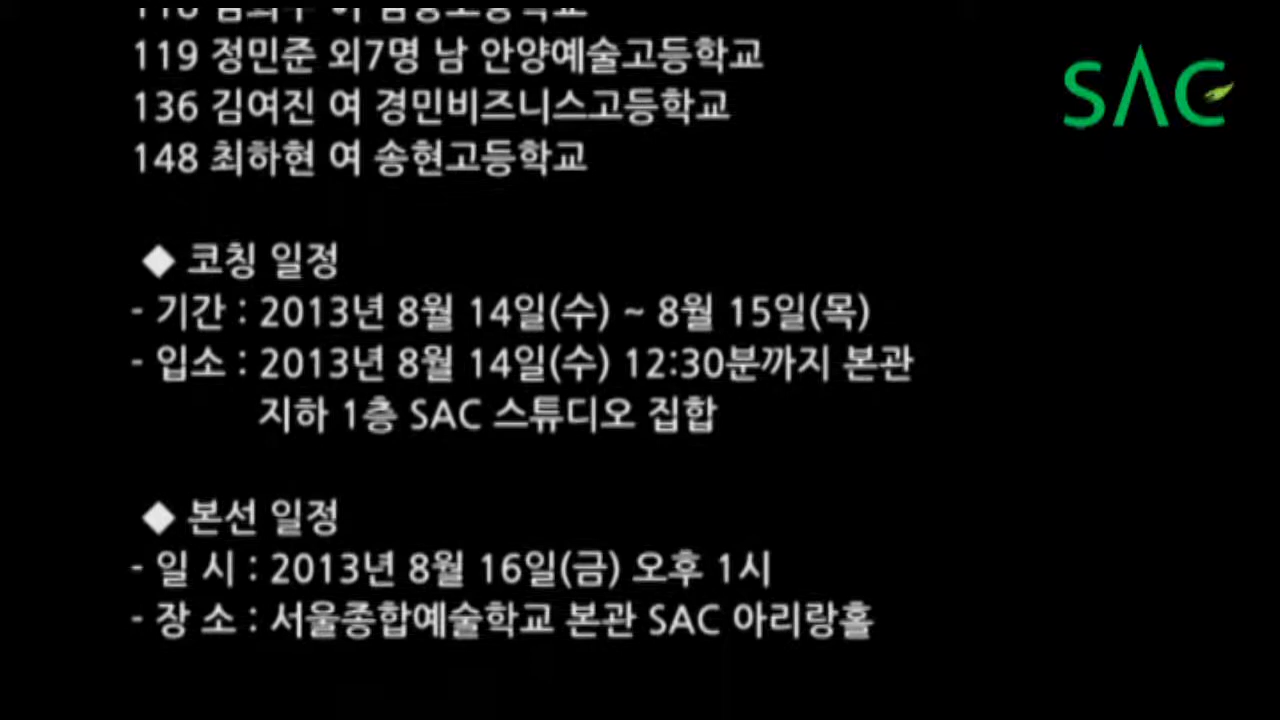 119 정민준 외7명 남 안양예술고등학교
SAC
136 김여진 여 경민비즈니스고등학교
148 최하현 여 송현고등학교
◆ 코칭 일정
- 기간 : 2013년 8월 14일(수) ~ 8월 15일(목)
- 입소 : 2013년 8월 14일(수) 12:30분까지 본관
지하 1층 SAC 스튜디오 집합
◆ 본선 일정
- 일 시 : 2013년 8월 16일(금) 오후 1시
- 장 소 : 서울종합예술학교 본관 SAC 아리랑홀